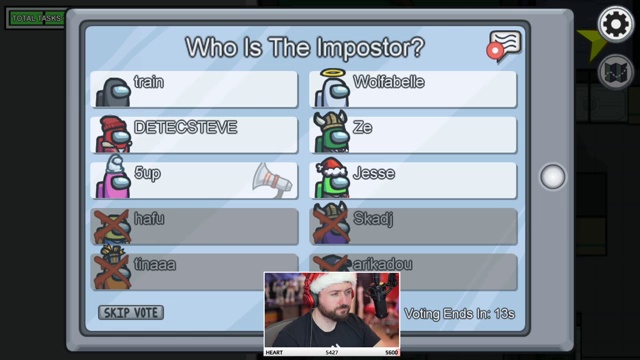 TOTAL TASKS
Who Is The Impostor?
train
Wolfabelle
DETECSTEVE
Ze
5up
Jesse
hafu
Skadj
tinaaa
arikadou
SKIP VOTE
Voting Ends In: 13s
HEART 5427 5600